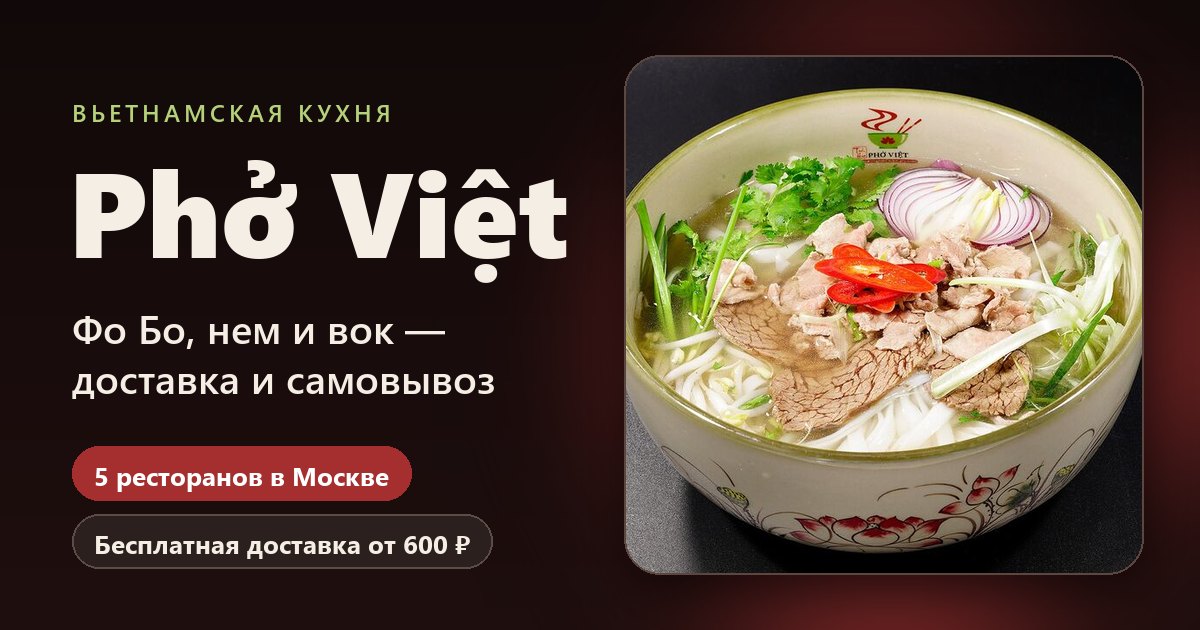 ВЬЕТНАМСКАЯ КУХНЯ
Phở Việt
Фо Бо, нем и вок —
доставка и самовывоз
5 ресторанов в Москве
Бесплатная доставка от 600 ₽
PHỞ VIỆT